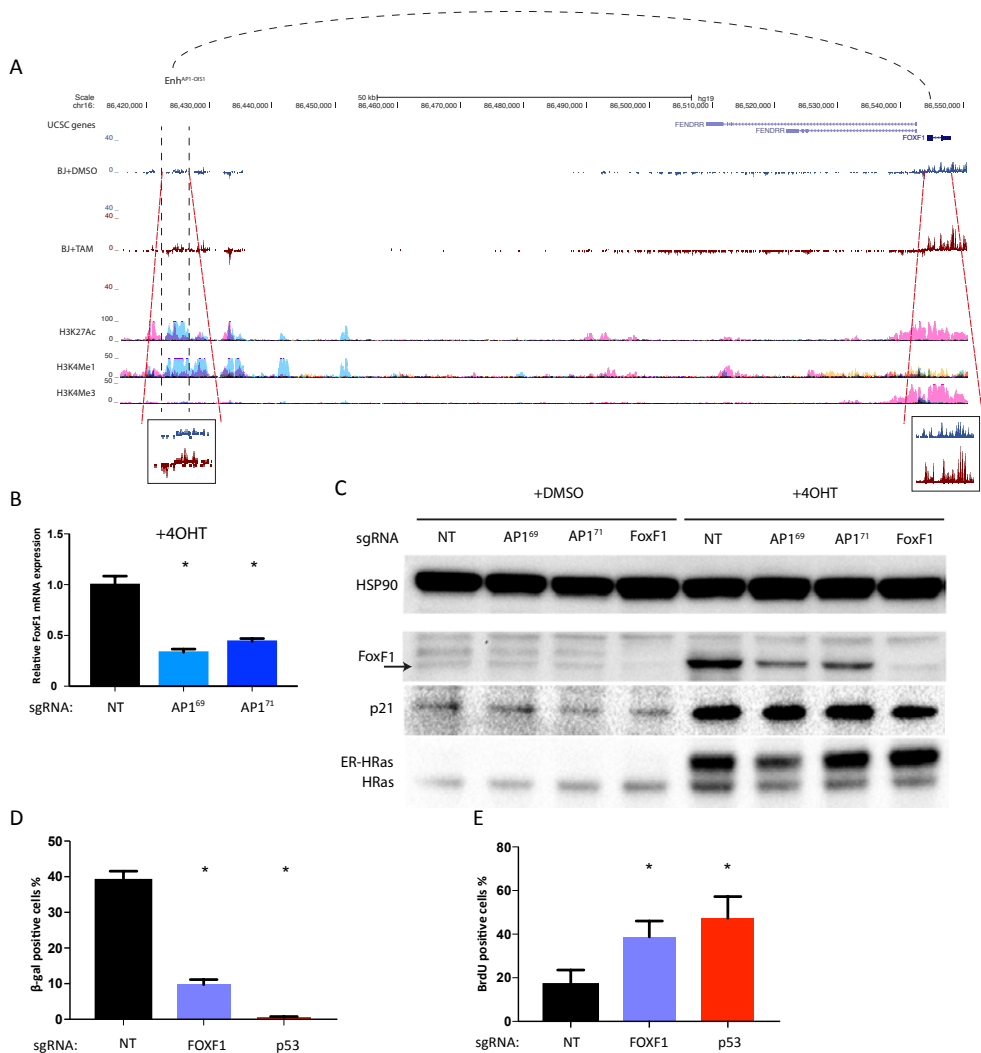 A
Enh^AP1-OIS1
Scale
50 kb
hg19
chr16:
86,420,000
86,430,000
86,440,000
86,450,000
86,460,000
86,470,000
86,480,000
86,490,000
86,500,000
86,510,000
86,520,000
86,530,000
86,540,000
86,550,000
UCSC genes
FENDRR
FENDRR
FOXF1
40
BJ+DMSO
0
40
40
BJ+TAM
0
40
100
H3K27Ac
0
50
H3K4Me1
0
50
H3K4Me3
0
B
+4OHT
Relative FoxF1 mRNA expression
1.5
1.0
0.5
0
sgRNA: NT AP1^69 AP1^71
* *
C
+DMSO +4OHT
sgRNA NT AP1^69 AP1^71 FoxF1 NT AP1^69 AP1^71 FoxF1
HSP90
FoxF1
p21
ER-HRas
HRas
D
β-gal positive cells %
50
40
30
20
10
0
* *
sgRNA: NT FOXF1 p53
E
BrdU positive cells %
80
60
40
20
0
* *
sgRNA: NT FOXF1 p53